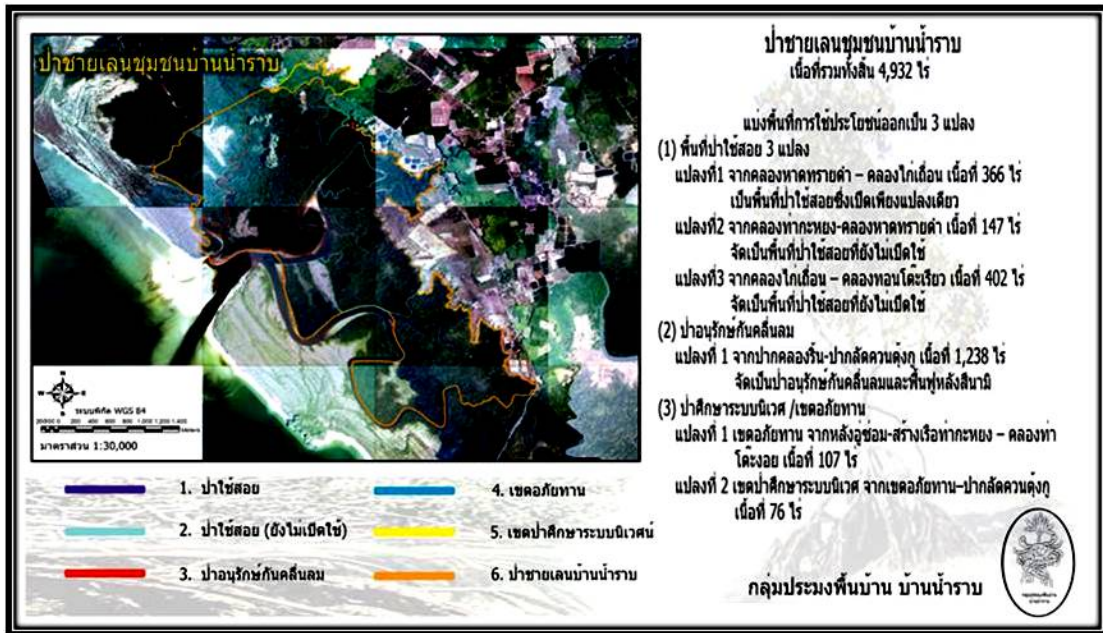 ป่าชายเลนชุมชนบ้านน้ำราบ
N
W
E
S
ระบบพิกัด WGS 84
Meters
มาตราส่วน 1:30,000
1. ป่าใช้สอย
2. ป่าใช้สอย (ยังไม่เปิดใช้)
3. ป่าอนุรักษ์กันคลื่นลม
4. เขตอภัยทาน
5. เขตป่าศึกษาระบบนิเวศน์
6. ป่าชายเลนบ้านน้ำราบ
ป่าชายเลนชุมชนบ้านน้ำราบ
เนื้อที่รวมทั้งสิ้น 4,932 ไร่
แบ่งพื้นที่การใช้ประโยชน์ออกเป็น 3 แปลง
(1) พื้นที่ป่าใช้สอย 3 แปลง
แปลงที่1 จากคลองหาดทรายดำ – คลองไก่เถื่อน เนื้อที่ 366 ไร่
เป็นพื้นที่ป่าใช้สอยซึ่งเปิดเพียงแปลงเดียว
แปลงที่2 จากคลองท่ากะหยง-คลองหาดทรายดำ เนื้อที่ 147 ไร่
จัดเป็นพื้นที่ป่าใช้สอยที่ยังไม่เปิดใช้
แปลงที่3 จากคลองไก่เถื่อน – คลองทอนโต๊ะเรียว เนื้อที่ 402 ไร่
จัดเป็นพื้นที่ป่าใช้สอยที่ยังไม่เปิดใช้
(2) ป่าอนุรักษ์กันคลื่นลม
แปลงที่ 1 จากปากคลองริ้น-ปากลัดควนตุ้งกู เนื้อที่ 1,238 ไร่
จัดเป็นป่าอนุรักษ์กันคลื่นลมและฟื้นฟูหลังสึนามิ
(3) ป่าศึกษาระบบนิเวศ /เขตอภัยทาน
แปลงที่ 1 เขตอภัยทาน จากหลังอู่ซ่อม-สร้างเรือท่ากะหยง – คลองท่า
โต๊ะงอย เนื้อที่ 107 ไร่
แปลงที่ 2 เขตป่าศึกษาระบบนิเวศ จากเขตอภัยทาน–ปากลัดควนตุ้งกู
เนื้อที่ 76 ไร่
กลุ่มประมงพื้นบ้าน บ้านน้ำราบ